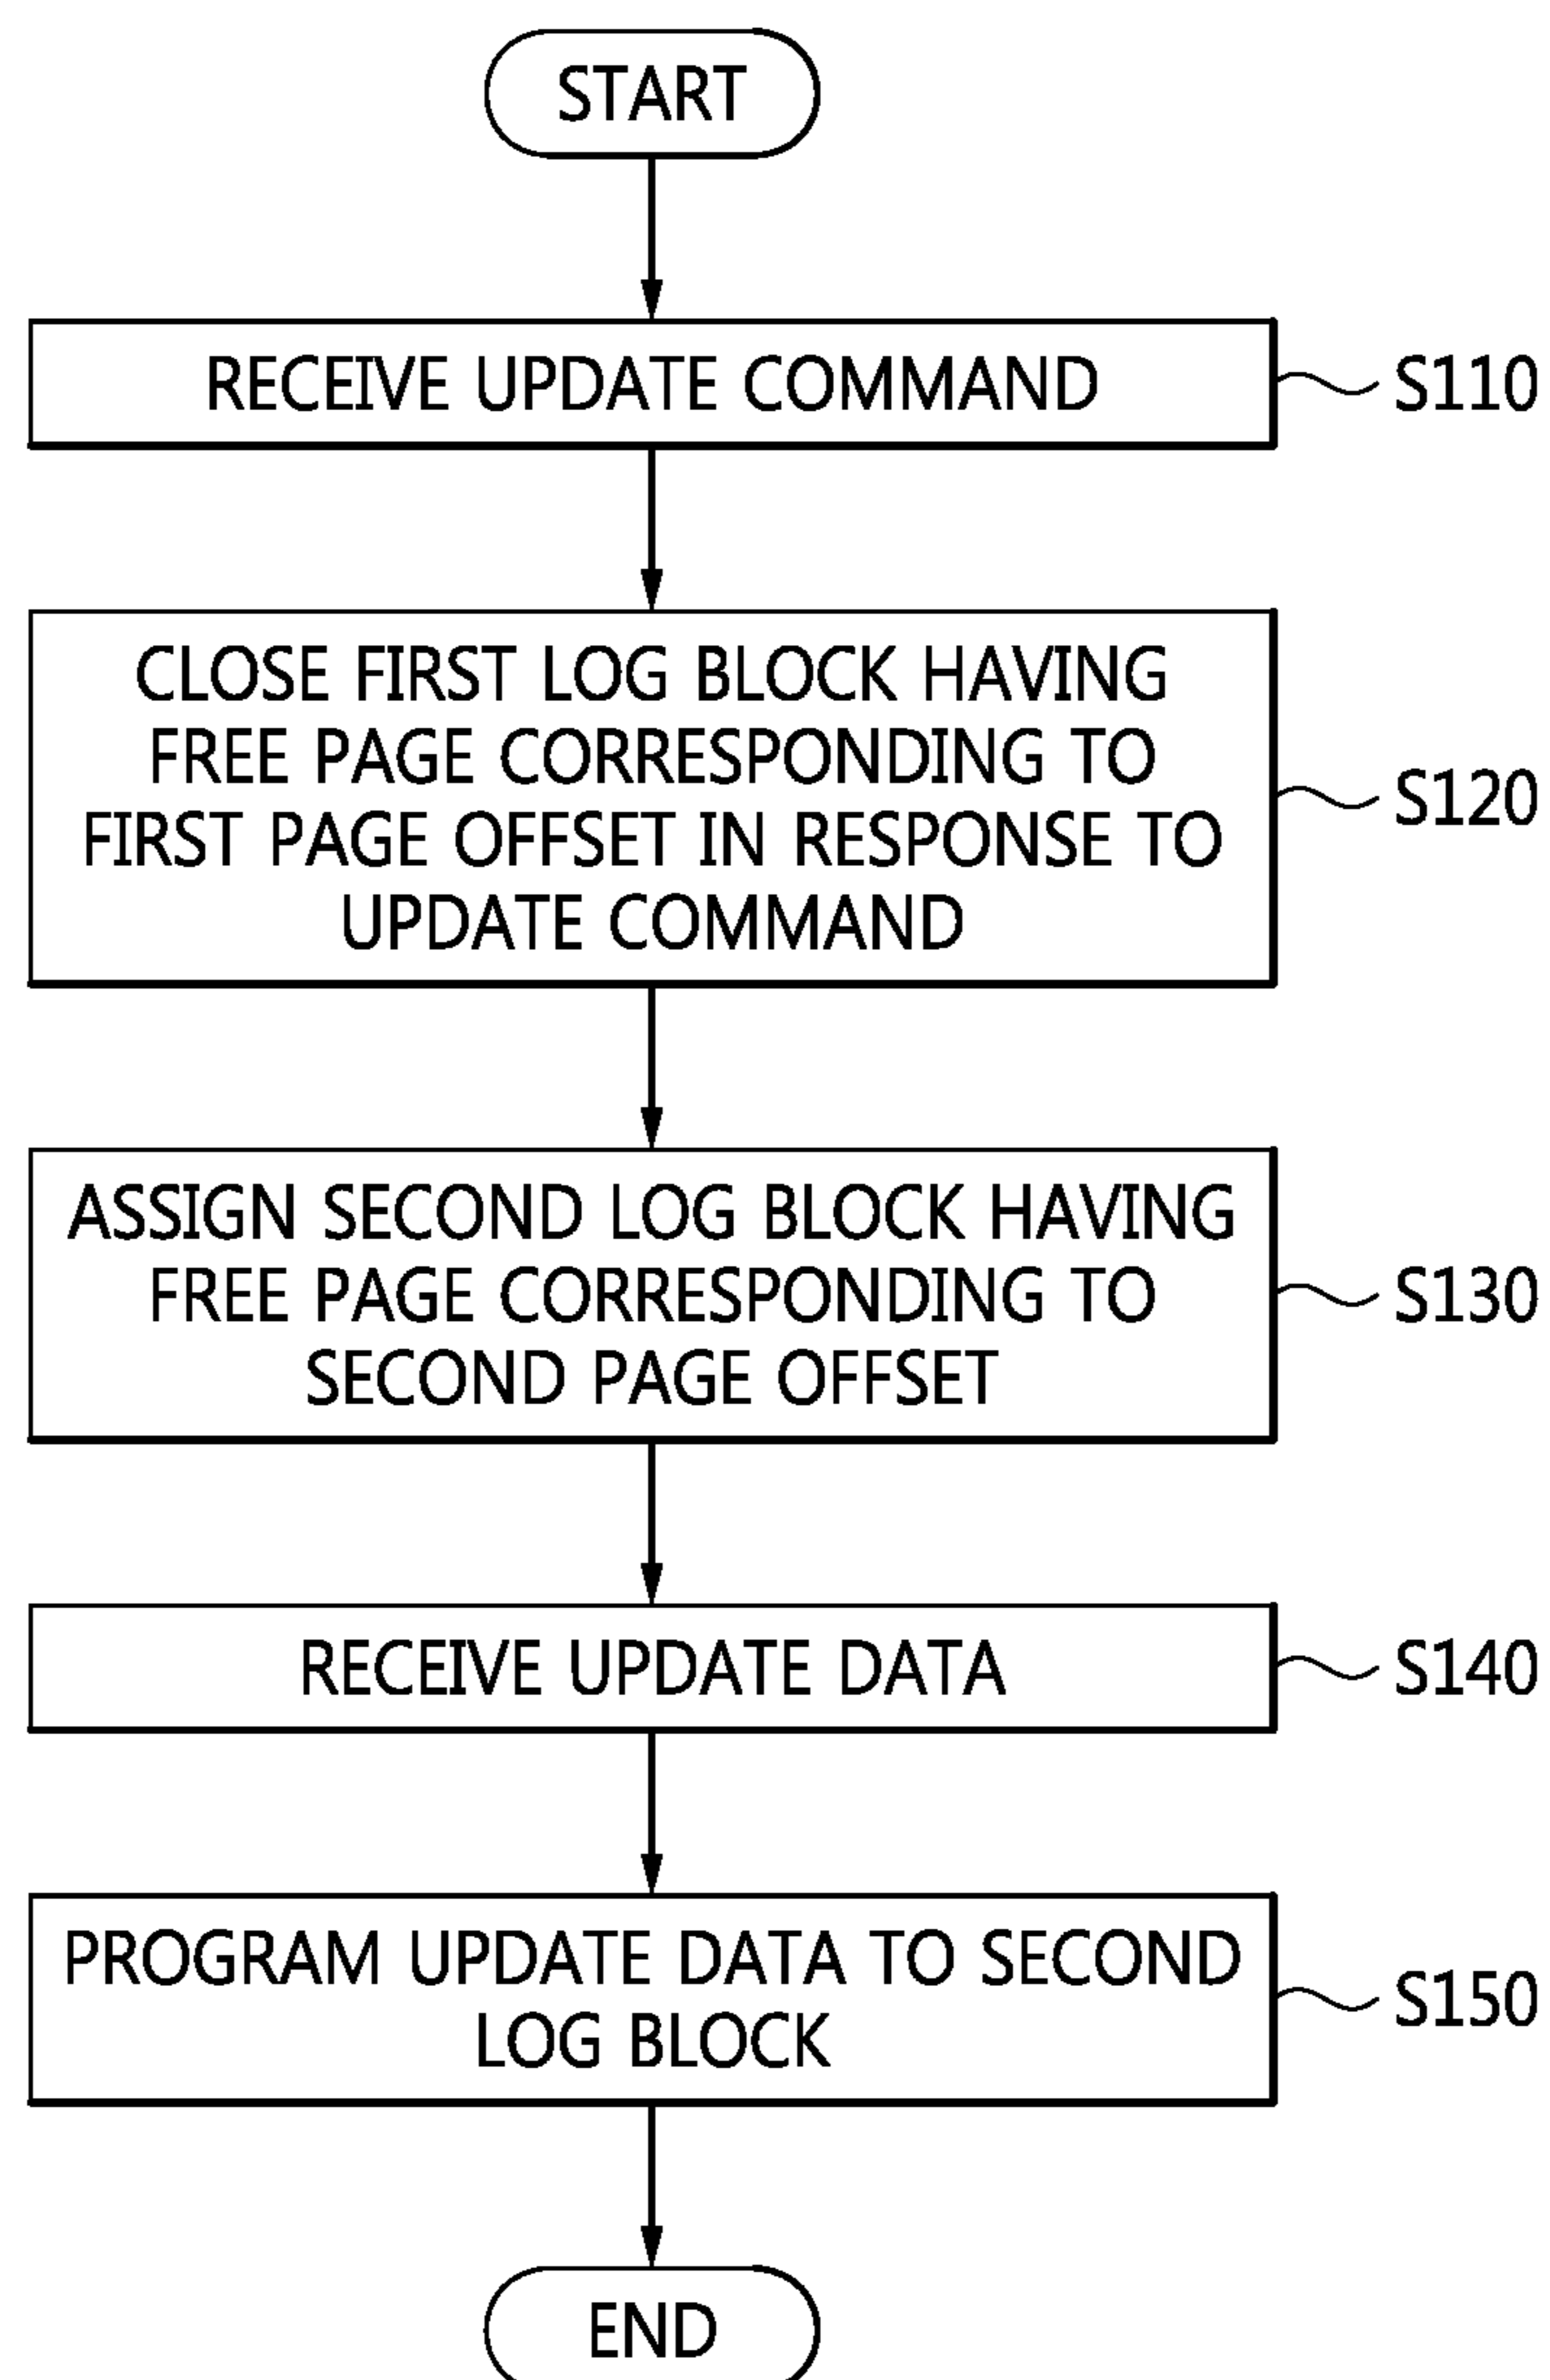 START
RECEIVE UPDATE COMMAND
S110
CLOSE FIRST LOG BLOCK HAVING
FREE PAGE CORRESPONDING TO
FIRST PAGE OFFSET IN RESPONSE TO
UPDATE COMMAND
S120
ASSIGN SECOND LOG BLOCK HAVING
FREE PAGE CORRESPONDING TO
SECOND PAGE OFFSET
S130
RECEIVE UPDATE DATA
S140
PROGRAM UPDATE DATA TO SECOND
LOG BLOCK
S150
END